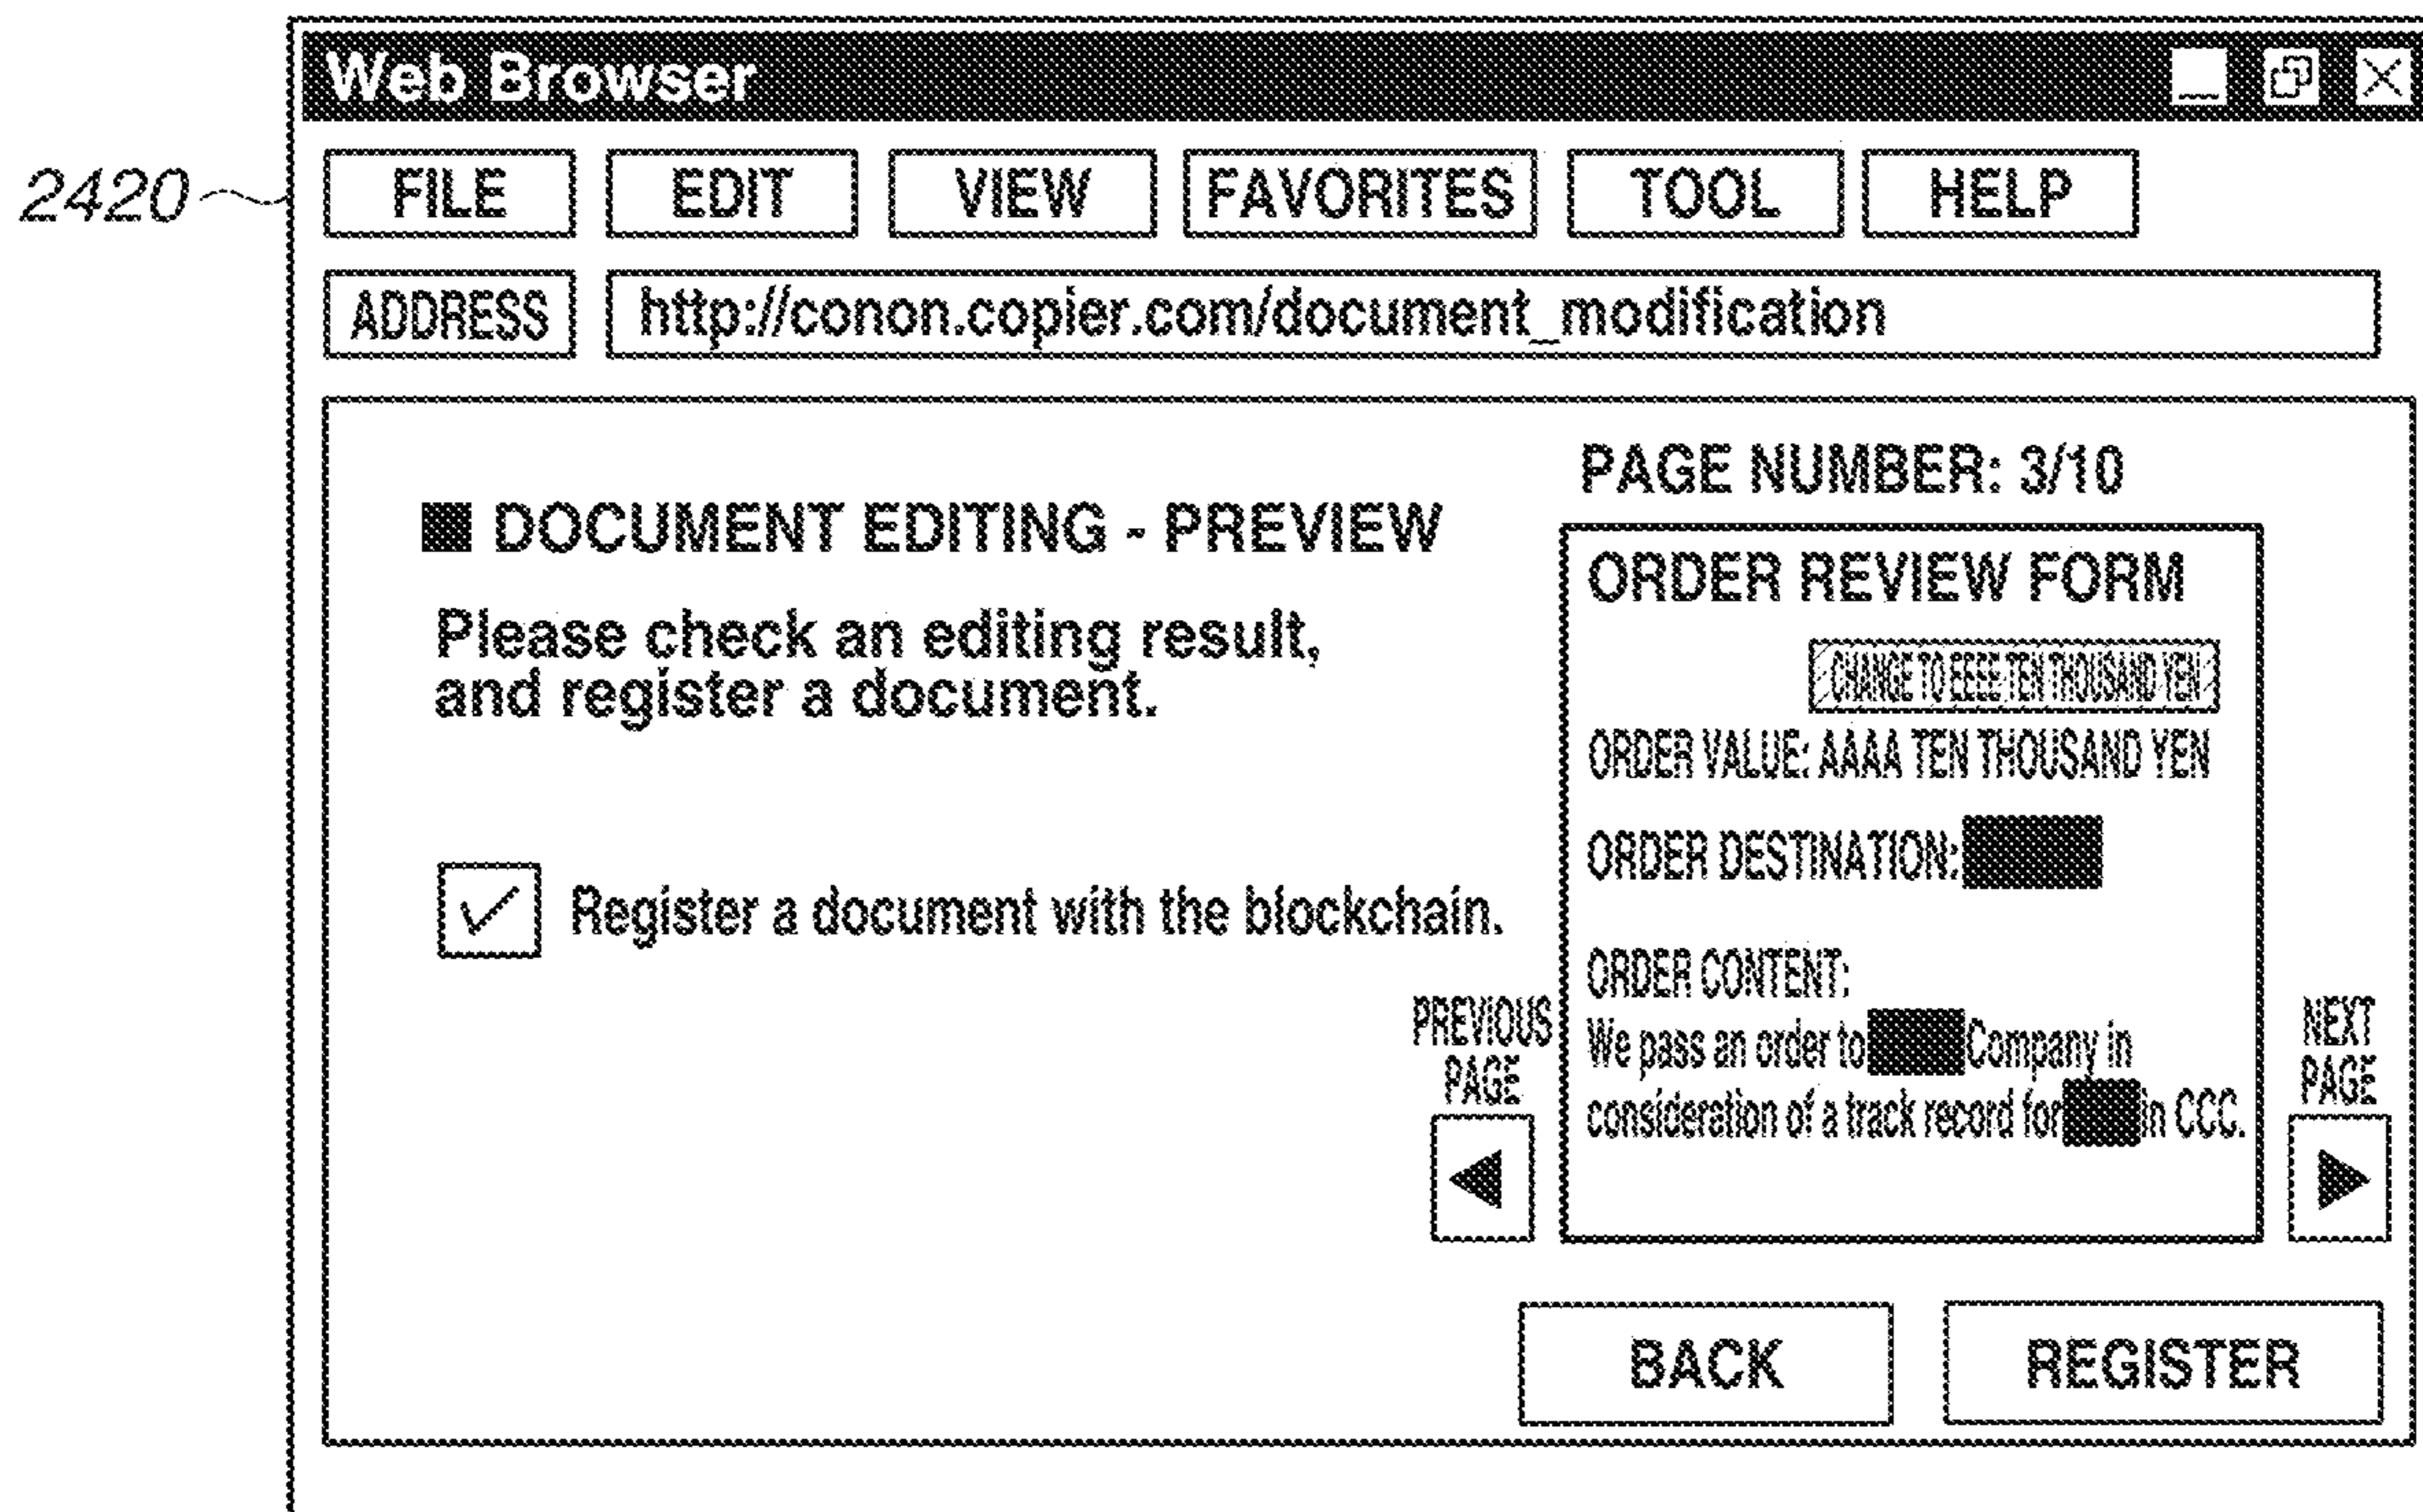 Web Browser
2420
FILE EDIT VIEW FAVORITES TOOL HELP
ADDRESS http://conon.copier.com/document_modification
PAGE NUMBER: 3/10
■ DOCUMENT EDITING - PREVIEW
Please check an editing result,
and register a document.
Register a document with the blockchain.
ORDER REVIEW FORM
CHANGE TO EEEE TEN THOUSAND YEN
ORDER VALUE: AAAA TEN THOUSAND YEN
ORDER DESTINATION:
ORDER CONTENT:
We pass an order to Company in
consideration of a track record for in CCC.
PREVIOUS
PAGE
NEXT
PAGE
BACK REGISTER